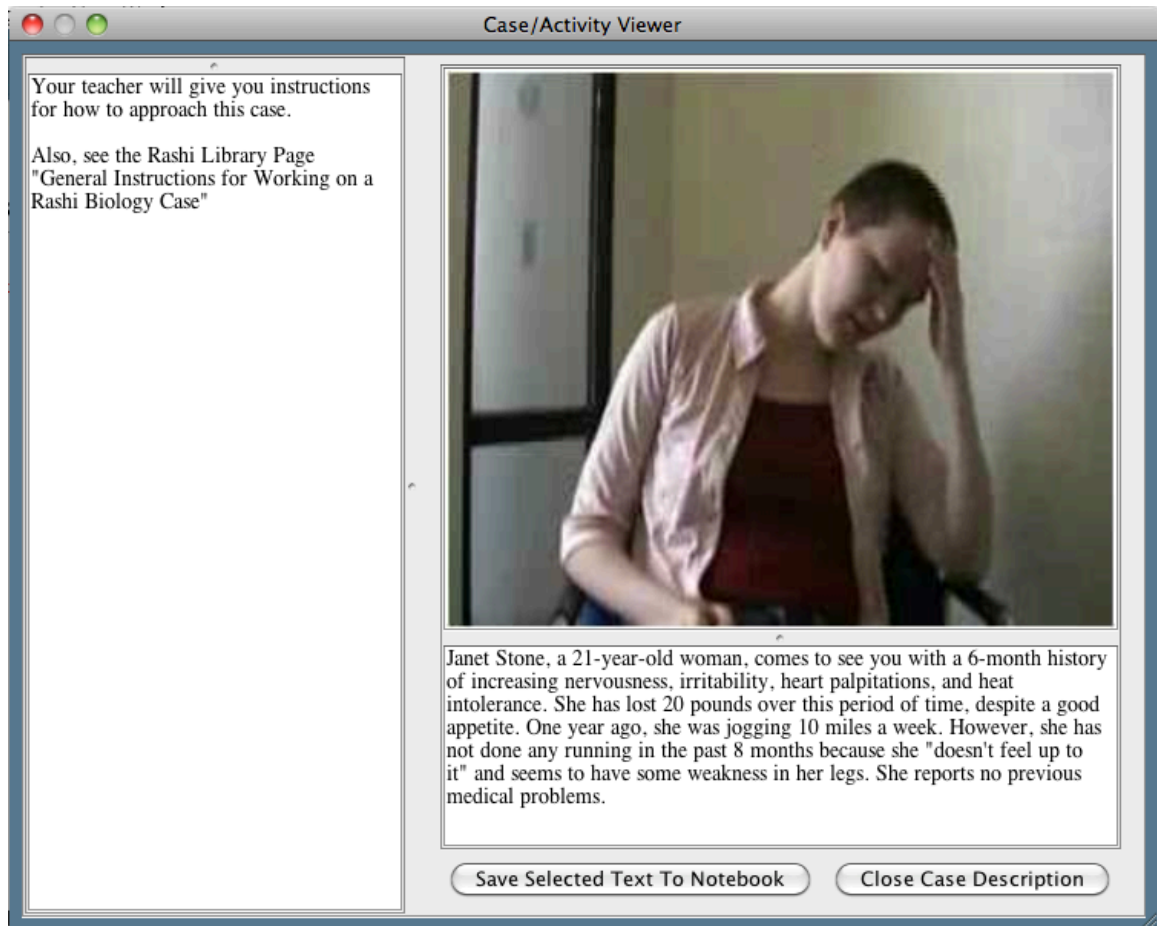 Case/Activity Viewer
Your teacher will give you instructions
for how to approach this case.
Also, see the Rashi Library Page
"General Instructions for Working on a
Rashi Biology Case"
Janet Stone, a 21-year-old woman, comes to see you with a 6-month history
of increasing nervousness, irritability, heart palpitations, and heat
intolerance. She has lost 20 pounds over this period of time, despite a good
appetite. One year ago, she was jogging 10 miles a week. However, she has
not done any running in the past 8 months because she "doesn't feel up to
it" and seems to have some weakness in her legs. She reports no previous
medical problems.
Save Selected Text To Notebook
Close Case Description